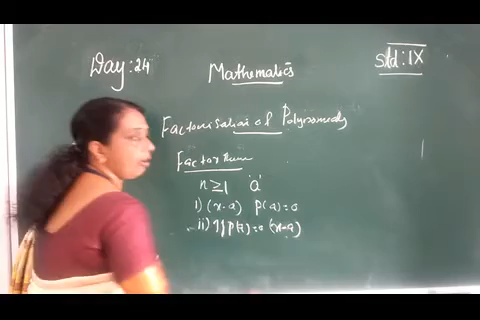 Day: 24
Mathematics
Std: IX
Factorisation of Polynomials
Factor Theorem
n ≥ 1 'a'
i) (x-a) P(a)=0
ii) If P(a)=0 (x-a)